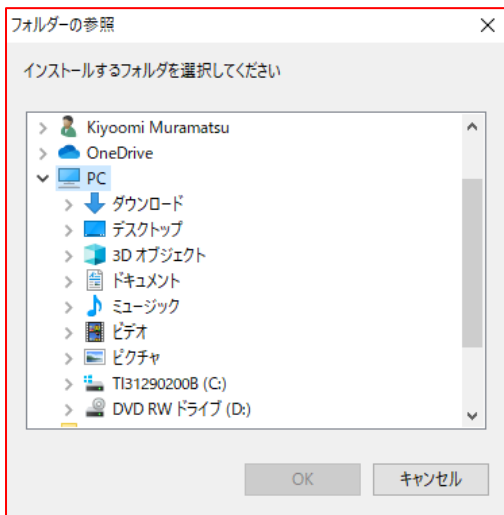 フォルダーの参照
インストールするフォルダを選択してください
Kiyoomi Muramatsu
OneDrive
PC
ダウンロード
デスクトップ
3D オブジェクト
ドキュメント
ミュージック
ビデオ
ピクチャ
TI31290200B (C:)
DVD RW ドライブ (D:)
OK
キャンセル